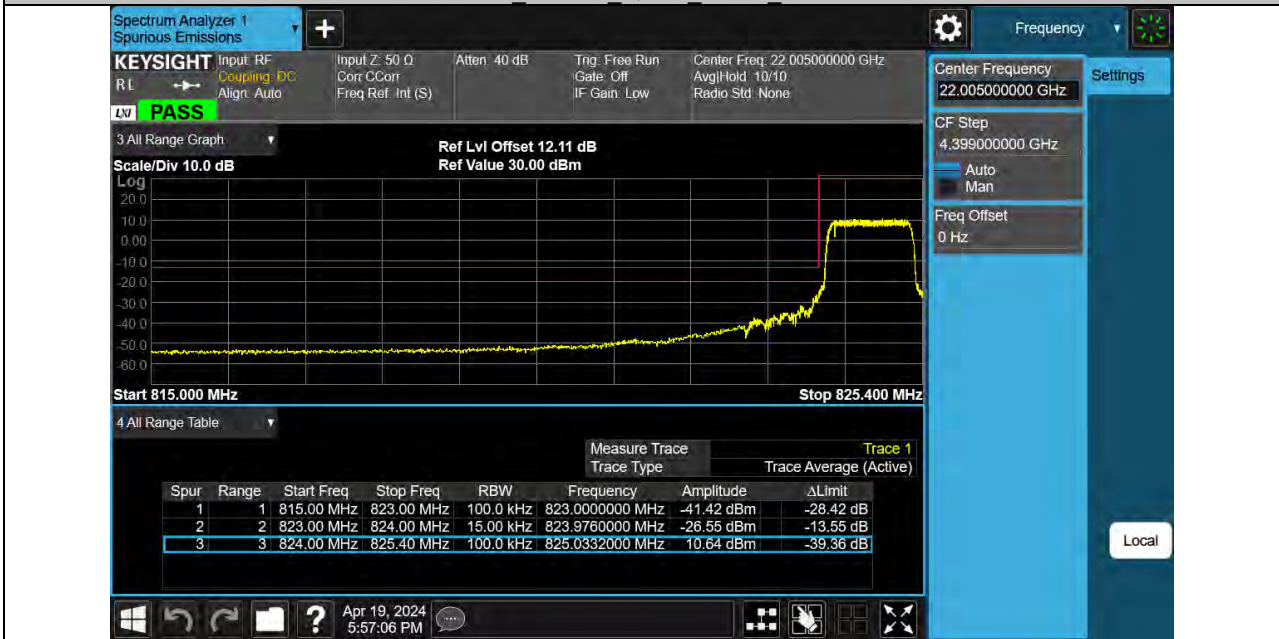 Spectrum Analyzer 1
Spurious Emissions
Frequency
KEYSIGHT
RL
LXI PASS
Input: RF
Coupling: DC
Align: Auto
Input Z: 50 Ω
Corr CCorr
Freq Ref: Int (S)
Atten: 40 dB
Trig: Free Run
Gate: Off
IF Gain: Low
Center Freq: 22.005000000 GHz
Avg|Hold: 10/10
Radio Std: None
Center Frequency
22.005000000 GHz
Settings
CF Step
4.399000000 GHz
Auto
Man
Freq Offset
0 Hz
Local
3 All Range Graph
Scale/Div 10.0 dB
Ref Lvl Offset 12.11 dB
Ref Value 30.00 dBm
Log
20.0
10.0
0.00
-10.0
-20.0
-30.0
-40.0
-50.0
-60.0
Start 815.000 MHz
Stop 825.400 MHz
4 All Range Table
Measure Trace Trace 1
Trace Type Trace Average (Active)
Spur Range Start Freq Stop Freq RBW Frequency Amplitude ΔLimit
1 1 815.00 MHz 823.00 MHz 100.0 kHz 823.0000000 MHz -41.42 dBm -28.42 dB
2 2 823.00 MHz 824.00 MHz 15.00 kHz 823.9760000 MHz -26.55 dBm -13.55 dB
3 3 824.00 MHz 825.40 MHz 100.0 kHz 825.0332000 MHz 10.64 dBm -39.36 dB
?
Apr 19, 2024
5:57:06 PM